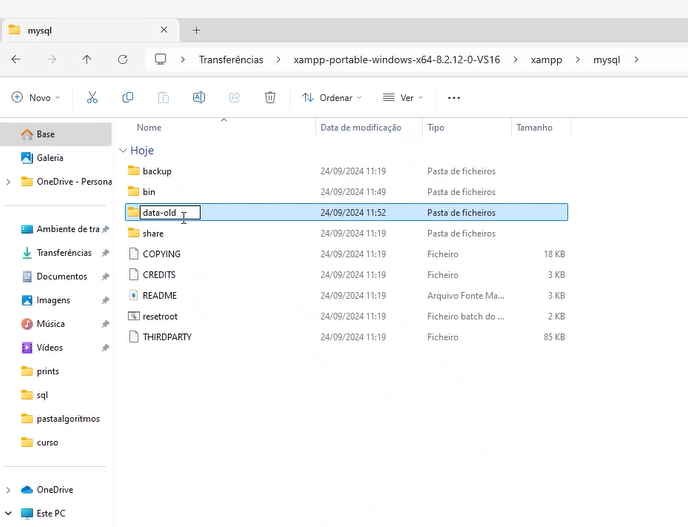 mysql
Transferências > xampp-portable-windows-x64-8.2.12-0-VS16 > xampp > mysql >
Novo
Ordenar
Ver
Nome Data de modificação Tipo Tamanho
Hoje
backup 24/09/2024 11:19 Pasta de ficheiros
bin 24/09/2024 11:49 Pasta de ficheiros
data-old 24/09/2024 11:52 Pasta de ficheiros
share 24/09/2024 11:19 Pasta de ficheiros
COPYING 24/09/2024 11:19 Ficheiro 18 KB
CREDITS 24/09/2024 11:19 Ficheiro 3 KB
README 24/09/2024 11:19 Arquivo Fonte Ma... 3 KB
resetroot 24/09/2024 11:19 Ficheiro batch do ... 2 KB
THIRDPARTY 24/09/2024 11:19 Ficheiro 85 KB
Base
Galeria
OneDrive - Persona
Ambiente de tra
Transferências
Documentos
Imagens
Música
Vídeos
prints
sql
pastaalgoritmos
curso
OneDrive
Este PC